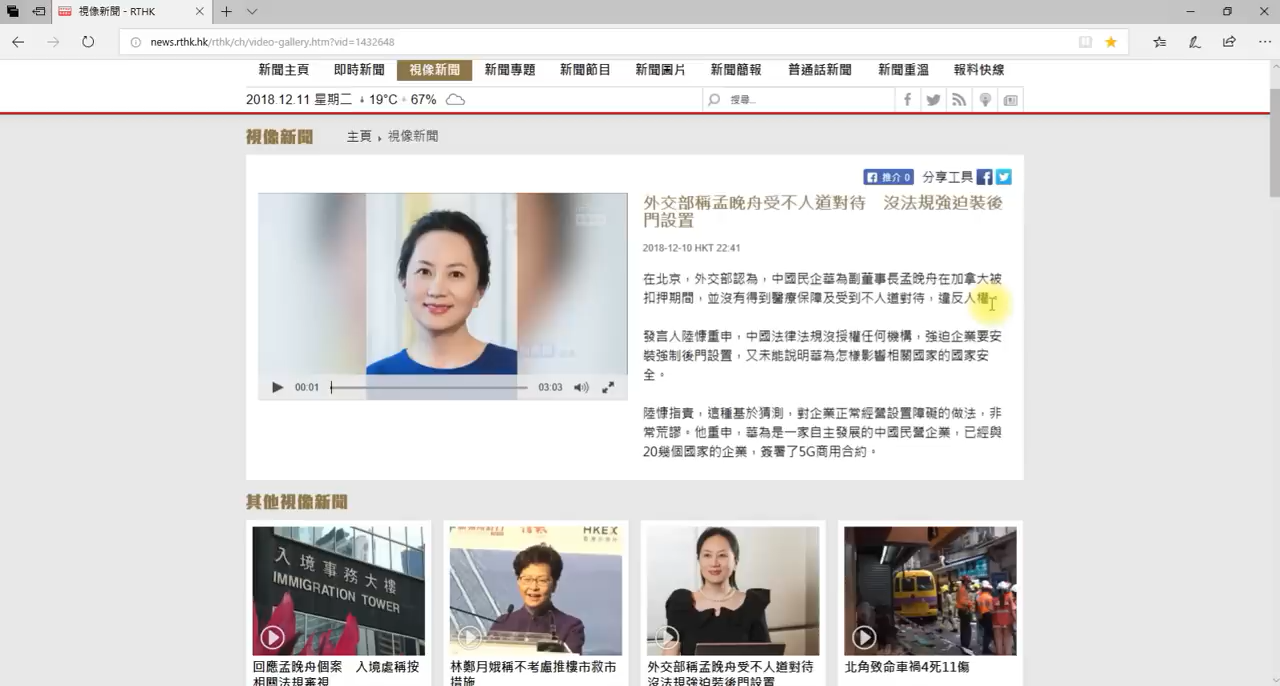 視像新聞 - RTHK
news.rthk.hk/rthk/ch/video-gallery.htm?vid=1432648
新聞主頁 即時新聞 視像新聞 新聞專題 新聞節目 新聞圖片 新聞簡報 普通話新聞 新聞重溫 報料快線
2018.12.11 星期二 19°C 67%
搜尋...
視像新聞 主頁 視像新聞
推介 0 分享工具
外交部稱孟晚舟受不人道對待 沒法規強迫裝後
門設置
2018-12-10 HKT 22:41
在北京，外交部認為，中國民企華為副董事長孟晚舟在加拿大被
扣押期間，並沒有得到醫療保障及受到不人道對待，違反人權。
發言人陸慷重申，中國法律法規沒授權任何機構，強迫企業要安
裝強制後門設置，又未能說明華為怎樣影響相關國家的國家安
全。
陸慷指責，這種基於猜測，對企業正常經營設置障礙的做法，非
常荒謬。他重申，華為是一家自主發展的中國民營企業，已經與
20幾個國家的企業，簽署了5G商用合約。
00:01 03:03
其他視像新聞
入境事務大樓
IMMIGRATION TOWER
HKEX
回應孟晚舟個案 入境處稱按
相關法規審視
林鄭月娥稱不考慮推樓市救市
措施
外交部稱孟晚舟受不人道對待
沒法規強迫裝後門設置
北角致命車禍4死11傷